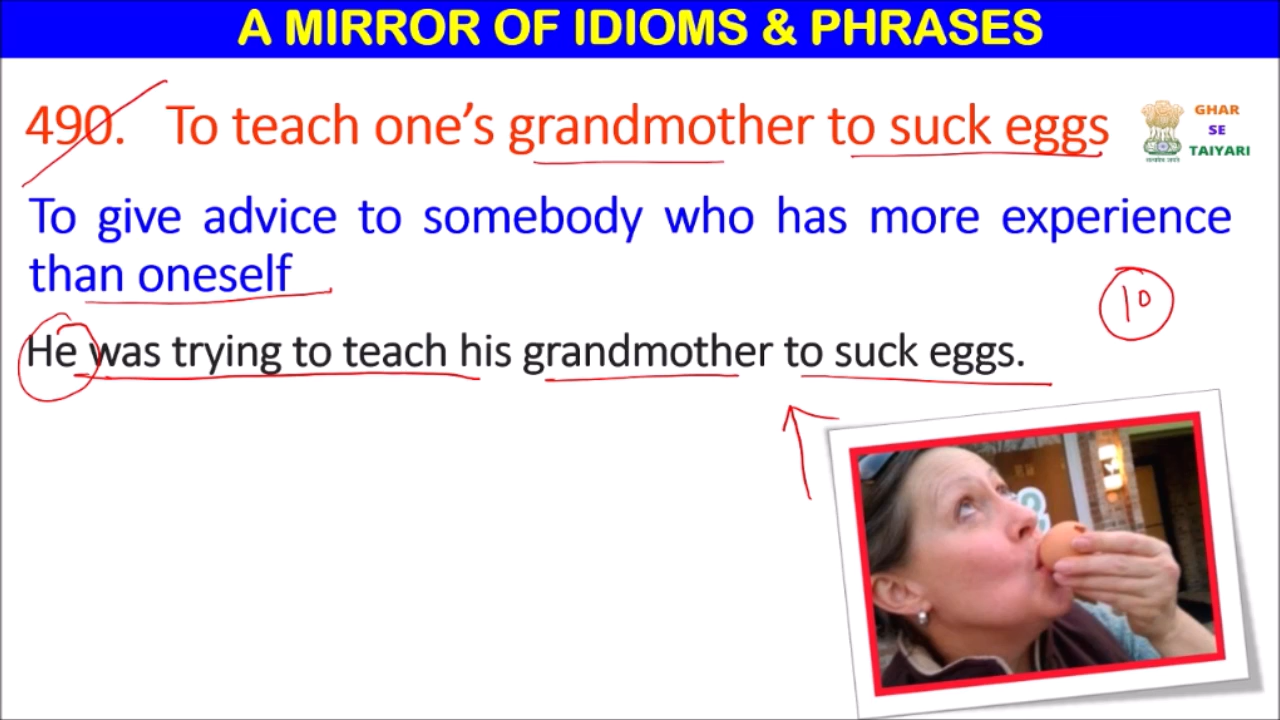 A MIRROR OF IDIOMS & PHRASES
490. To teach one's grandmother to suck eggs
GHAR
SE
TAIYARI
To give advice to somebody who has more experience
than oneself
10
He was trying to teach his grandmother to suck eggs.